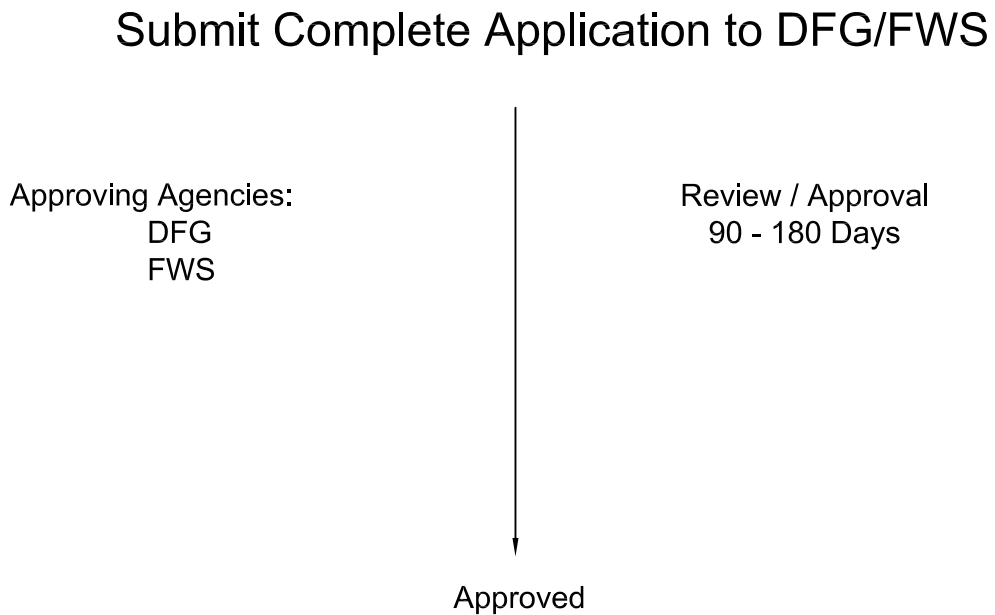 Submit Complete Application to DFG/FWS
Approving Agencies:
DFG
FWS
Review / Approval
90 - 180 Days
Approved